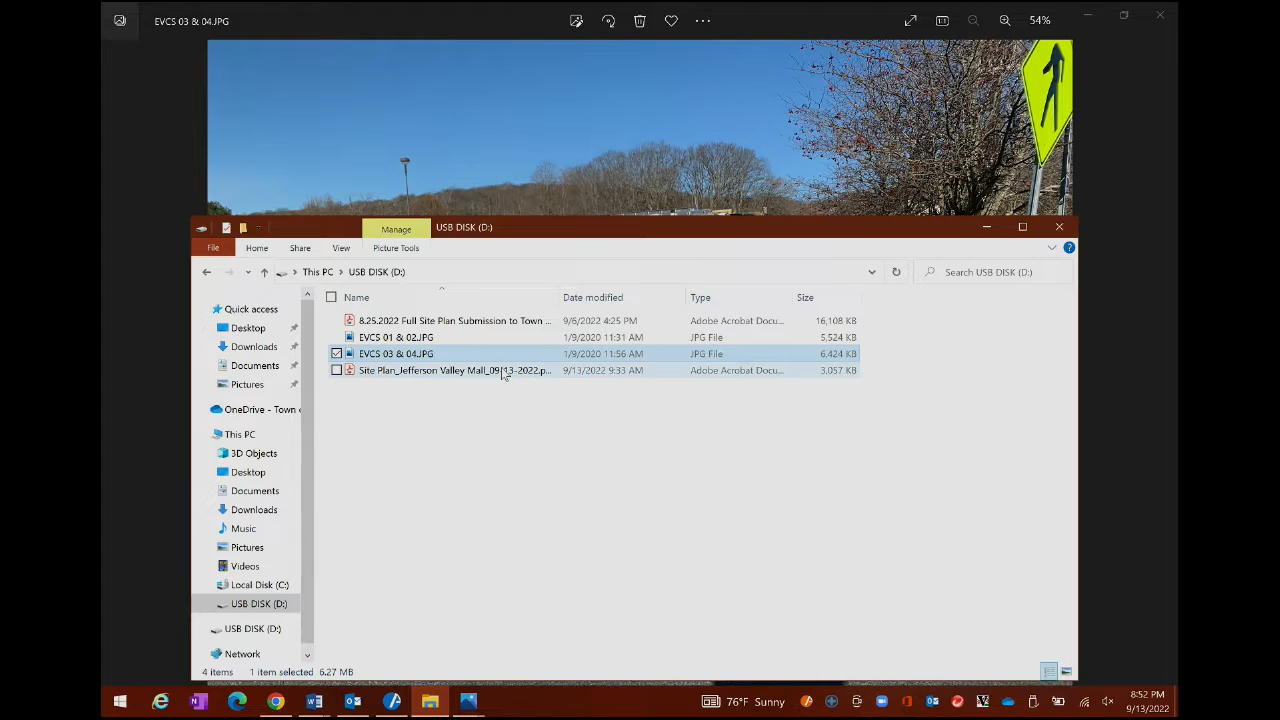 EVCS 03 & 04.JPG
54%
Manage
USB DISK (D:)
File
Home
Share
View
Picture Tools
This PC
USB DISK (D:)
Search USB DISK (D:)
Name
Date modified
Type
Size
8.25.2022 Full Site Plan Submission to Town ...
9/6/2022 4:25 PM
Adobe Acrobat Docu...
16,108 KB
EVCS 01 & 02.JPG
1/9/2020 11:31 AM
JPG File
5,524 KB
EVCS 03 & 04.JPG
1/9/2020 11:56 AM
JPG File
6,424 KB
Site Plan_Jefferson Valley Mall_09-13-2022.p...
9/13/2022 9:33 AM
Adobe Acrobat Docu...
3,057 KB
Quick access
Desktop
Downloads
Documents
Pictures
OneDrive - Town o
This PC
3D Objects
Desktop
Documents
Downloads
Music
Pictures
Videos
Local Disk (C:)
USB DISK (D:)
USB DISK (D:)
Network
4 items
1 item selected 6.27 MB
76°F Sunny
8:52 PM
9/13/2022